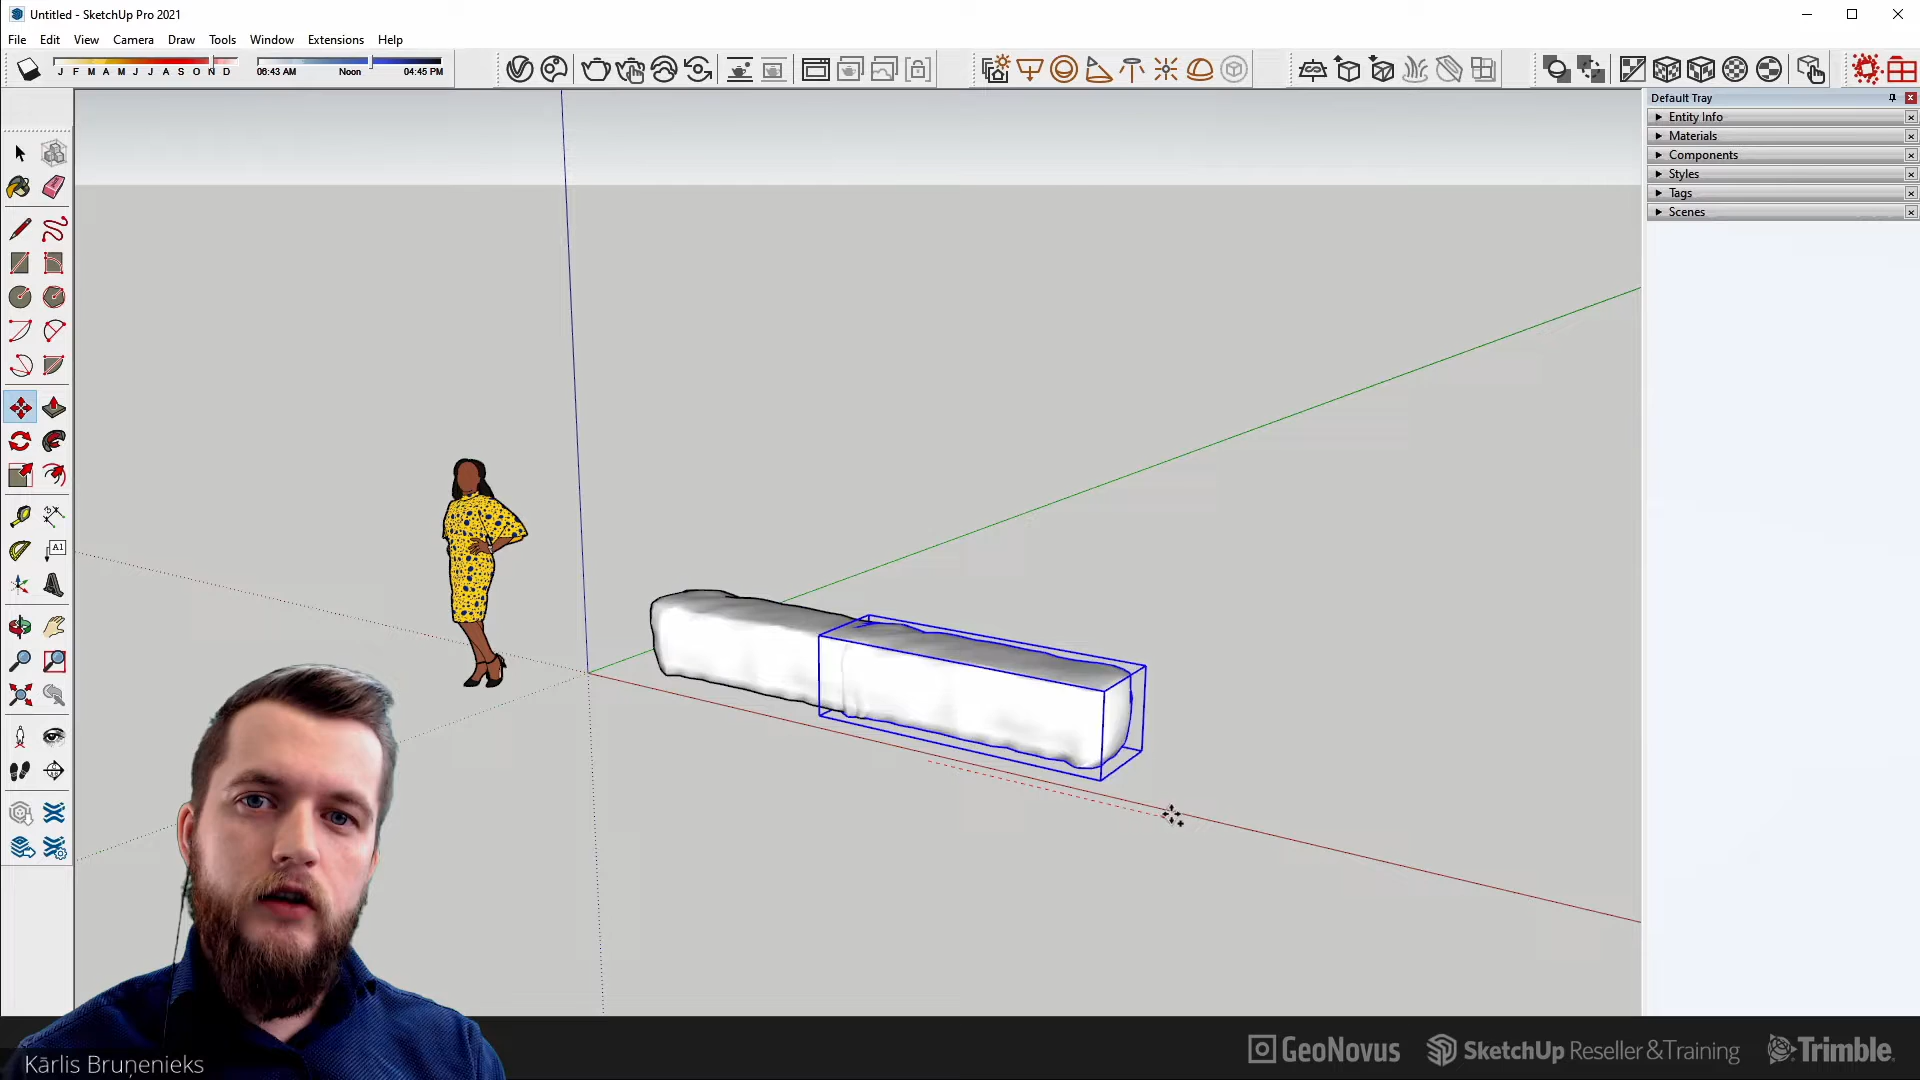 Untitled - SketchUp Pro 2021
File Edit View Camera Draw Tools Window Extensions Help
J F M A M J J A S O N D
06:43 AM Noon 04:45 PM
Default Tray
Entity Info
Materials
Components
Styles
Tags
Scenes
A1
Kārlis Bruņenieks
GeoNovus SketchUp Reseller & Training Trimble